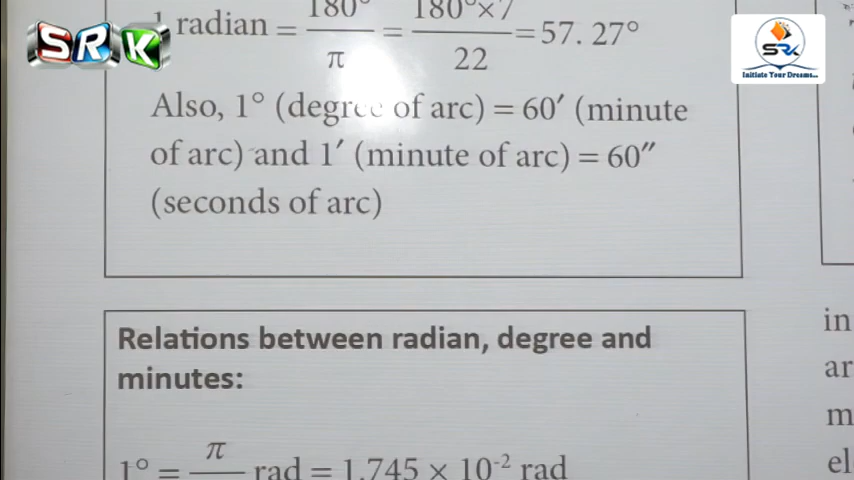 SRK
1 radian = 180°/π = 180°×7/22 = 57. 27°
SRK
Initiate Your Dreams...
Also, 1° (degree of arc) = 60′ (minute
of arc) and 1′ (minute of arc) = 60″
(seconds of arc)
Relations between radian, degree and
minutes:
1° = π rad = 1.745 × 10⁻² rad
in
ar
m
el